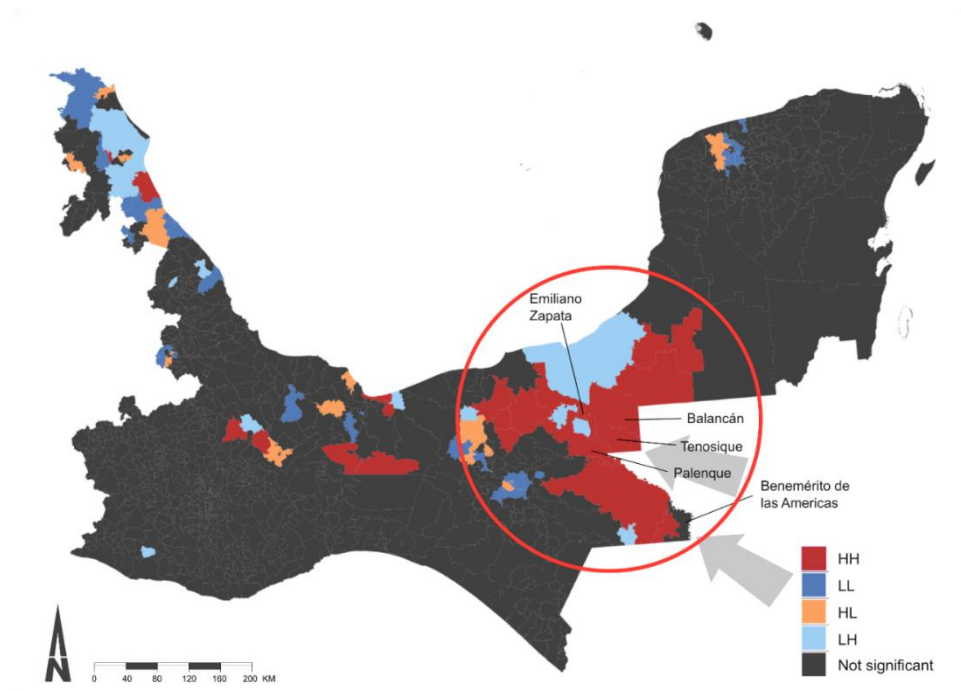 Emiliano
Zapata
Balancán
Tenosique
Palenque
Benemérito de
las Americas
HH
LL
HL
LH
Not significant
N
0 40 80 120 160 200 KM